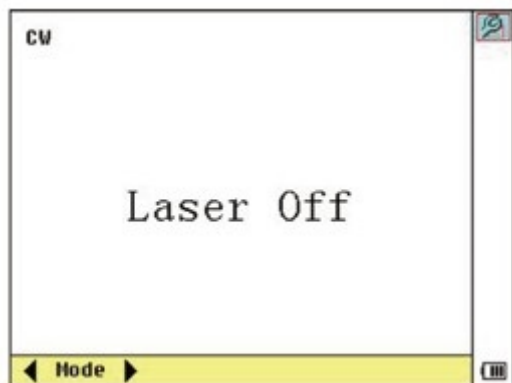 CW
Laser Off
◀ Mode ▶